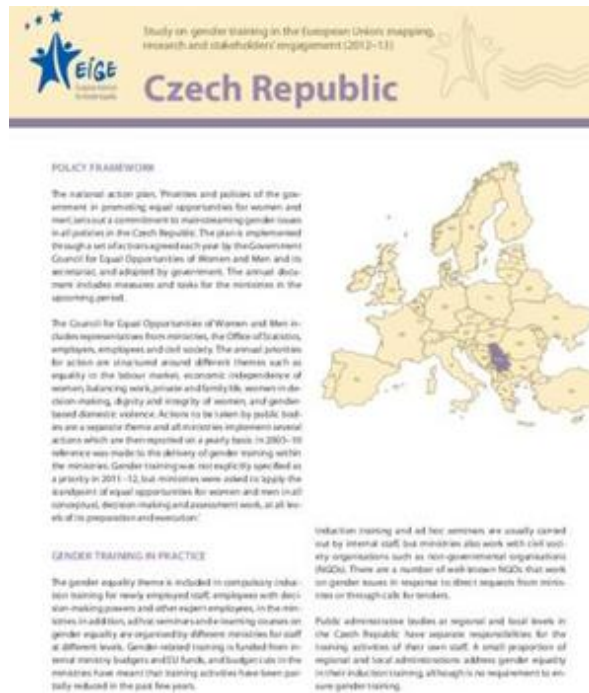 Study on gender training in the European Union: mapping,
research and stakeholders' engagement (2012–13)
EIGE
Czech Republic
POLICY FRAMEWORK
The national action plan, 'Priorities and policies of the gov-
ernment in promoting equal opportunities for women and
men', sets out a commitment to mainstreaming gender issues
in all policies in the Czech Republic. The plan is implemented
through a set of actions agreed each year by the Government
Council for Equal Opportunities of Women and Men and its
secretariat, and adopted by government. The annual docu-
ment includes measures and tasks for the ministries in the
upcoming period.
The Council for Equal Opportunities of Women and Men in-
cludes representatives from ministries, the Office of Statistics,
employers, employees and civil society. The annual priorities
for action are structured around different themes such as
equality in the labour market, economic independence of
women, balancing work, private and family life, women in de-
cision-making, dignity and integrity of women, and gender-
based domestic violence. Actions to be taken by public bod-
ies are a separate theme and all ministries implement several
actions which are then reported on a yearly basis. In 2003–10
reference was made to the delivery of gender training within
the ministries. Gender training was not explicitly specified as
a priority in 2011–12, but ministries were asked to 'apply the
standpoint of equal opportunities for women and men in all
conceptual, decision-making and assessment work, at all lev-
els of its preparation and execution.'
GENDER TRAINING IN PRACTICE
The gender equality theme is included in compulsory induc-
tion training for newly employed staff, employees with deci-
sion-making powers and other expert employees, in the min-
istries. In addition, ad hoc seminars and e-learning courses on
gender equality are organised by different ministries for staff
at different levels. Gender-related training is funded from in-
ternal ministry budgets and EU funds, and budget cuts in the
ministries have meant that training activities have been par-
tially reduced in the past few years.
Induction training and ad hoc seminars are usually carried
out by internal staff, but ministries also work with civil soci-
ety organisations such as non-governmental organisations
(NGOs). There are a number of well-known NGOs that work
on gender issues in response to direct requests from minis-
tries or through calls for tenders.
Public administrative bodies at regional and local levels in
the Czech Republic have separate responsibilities for the
training activities of their own staff. A small proportion of
regional and local administrations address gender equality
in their induction training, although is no requirement to en-
sure gender training.